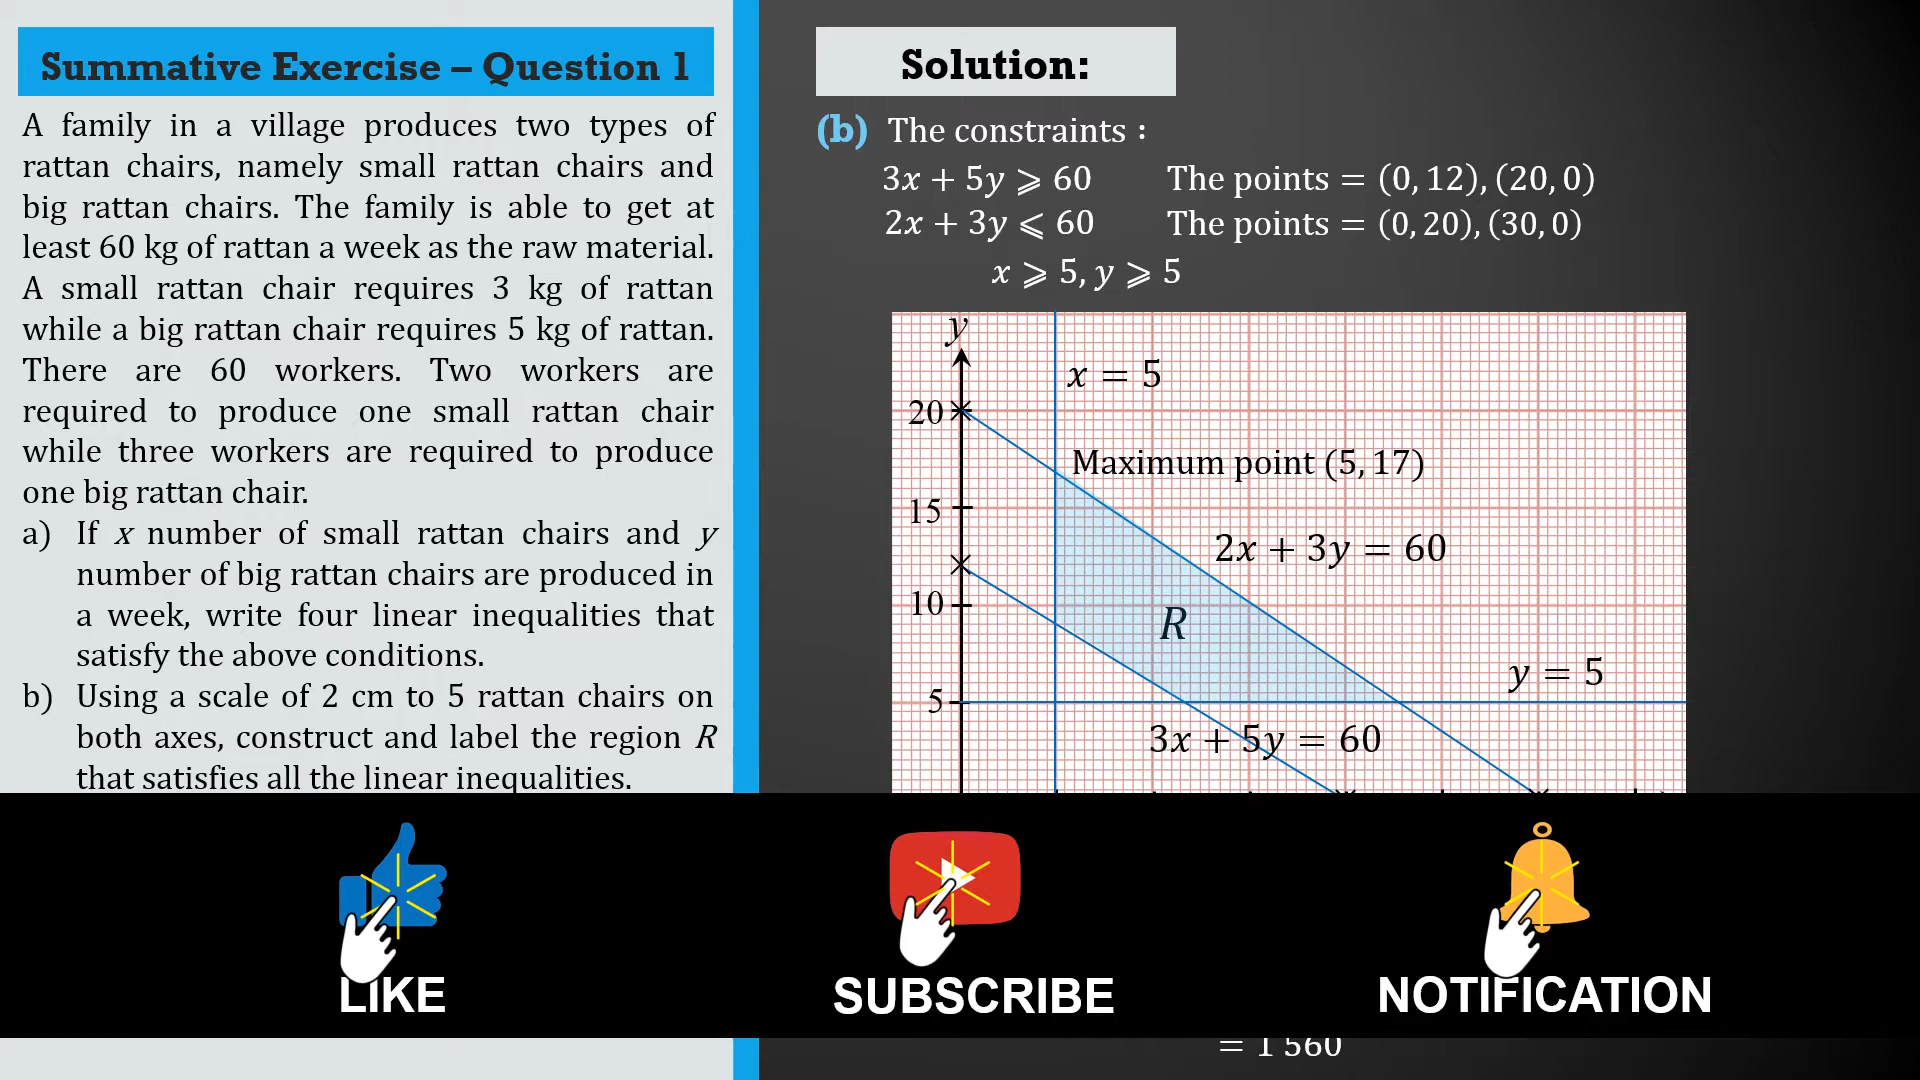 Summative Exercise – Question 1
A family in a village produces two types of
rattan chairs, namely small rattan chairs and
big rattan chairs. The family is able to get at
least 60 kg of rattan a week as the raw material.
A small rattan chair requires 3 kg of rattan
while a big rattan chair requires 5 kg of rattan.
There are 60 workers. Two workers are
required to produce one small rattan chair
while three workers are required to produce
one big rattan chair.
a) If x number of small rattan chairs and y
number of big rattan chairs are produced in
a week, write four linear inequalities that
satisfy the above conditions.
b) Using a scale of 2 cm to 5 rattan chairs on
both axes, construct and label the region R
that satisfies all the linear inequalities.
Solution:
(b) The constraints :
3x + 5y ⩾ 60 The points = (0, 12), (20, 0)
2x + 3y ⩽ 60 The points = (0, 20), (30, 0)
x ⩾ 5, y ⩾ 5
y
x = 5
20
Maximum point (5, 17)
15
2x + 3y = 60
10
R
y = 5
5
3x + 5y = 60
LIKE
SUBSCRIBE
NOTIFICATION
= 1 560